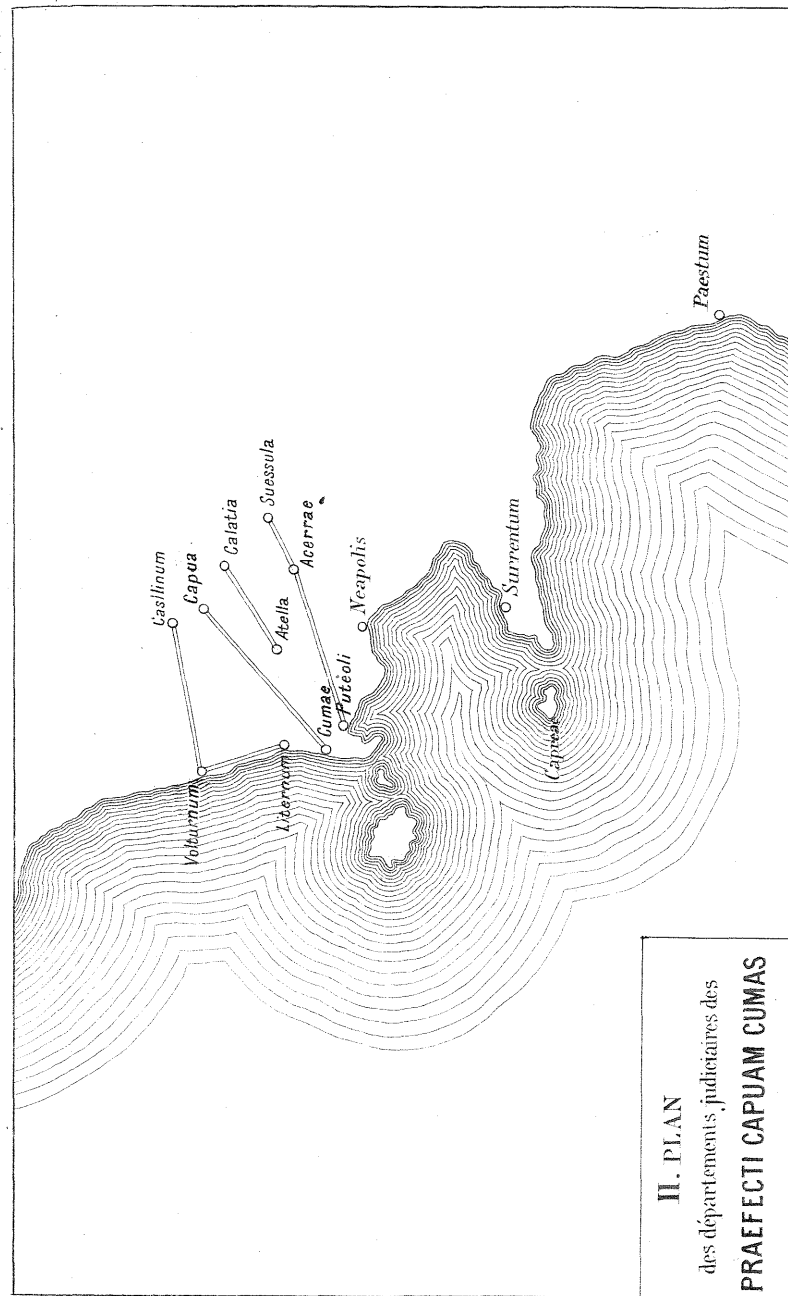 Casilinum
Capua
Calatia
Suessula
Atella
Acerrae
Volturnum
Liternum
Cumae
Puteoli
Neapolis
Surrentum
Capreae
Paestum
II. PLAN
des départements judiciaires des
PRAEFECTI CAPUAM CUMAS